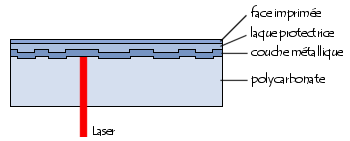 face imprimée
laque protectrice
couche métallique
polycarbonate
Laser